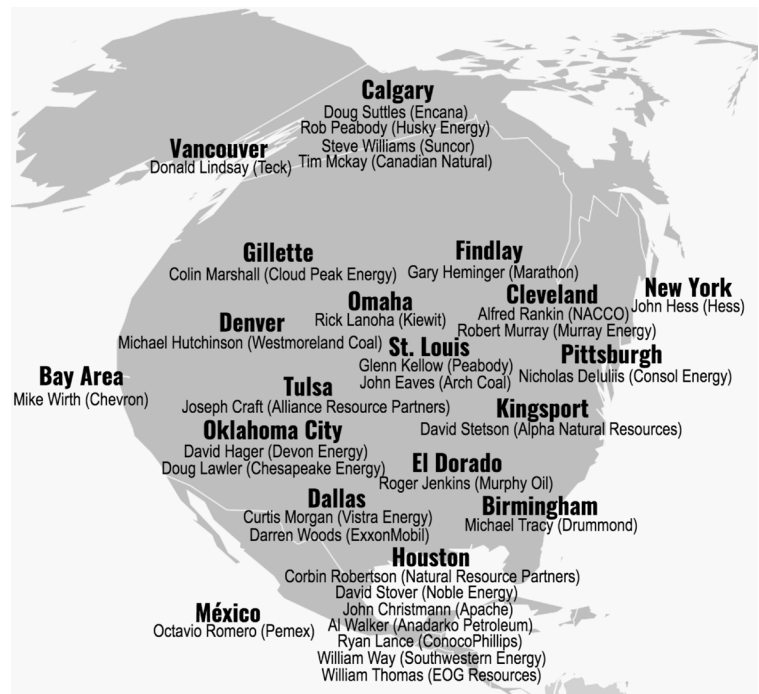 Calgary
Doug Suttles (Encana)
Rob Peabody (Husky Energy)
Steve Williams (Suncor)
Tim Mckay (Canadian Natural)
Vancouver
Donald Lindsay (Teck)
Gillette
Colin Marshall (Cloud Peak Energy)
Findlay
Gary Heminger (Marathon)
New York
John Hess (Hess)
Omaha
Rick Lanoha (Kiewit)
Cleveland
Alfred Rankin (NACCO)
Robert Murray (Murray Energy)
Denver
Michael Hutchinson (Westmoreland Coal)
St. Louis
Glenn Kellow (Peabody)
John Eaves (Arch Coal)
Pittsburgh
Nicholas Deluliis (Consol Energy)
Bay Area
Mike Wirth (Chevron)
Tulsa
Joseph Craft (Alliance Resource Partners)
Kingsport
David Stetson (Alpha Natural Resources)
Oklahoma City
David Hager (Devon Energy)
Doug Lawler (Chesapeake Energy)
El Dorado
Roger Jenkins (Murphy Oil)
Dallas
Curtis Morgan (Vistra Energy)
Darren Woods (ExxonMobil)
Birmingham
Michael Tracy (Drummond)
Houston
Corbin Robertson (Natural Resource Partners)
David Stover (Noble Energy)
John Christmann (Apache)
Al Walker (Anadarko Petroleum)
Ryan Lance (ConocoPhillips)
William Way (Southwestern Energy)
William Thomas (EOG Resources)
México
Octavio Romero (Pemex)